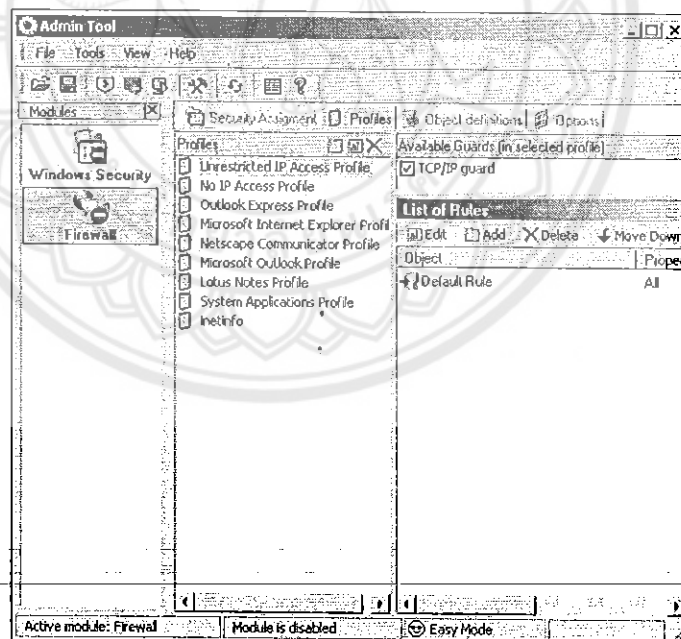 Admin Tool
File Tools View Help
Modules
Windows Security
Firewall
Security Assigment Profiles Object definitions Options
Profiles
Unrestricted IP Access Profile
No IP Access Profile
Outlook Express Profile
Microsoft Internet Explorer Profil
Netscape Communicator Profile
Microsoft Outlook Profile
Lotus Notes Profile
System Applications Profile
Inetinfo
Available Guards (in selected profile)
TCP/IP guard
List of Rules
Edit Add Delete Move Down
Object Prope
Default Rule All
Active module: Firewall Module is disabled Easy Mode